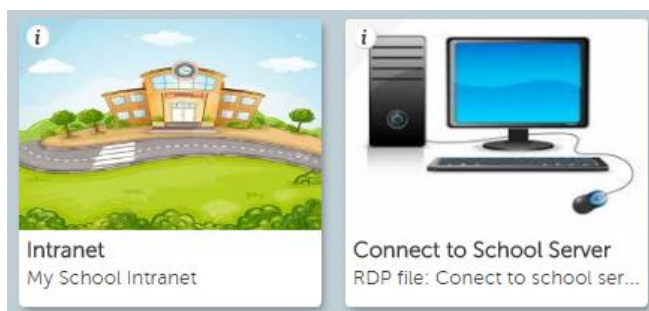 i
i
Intranet
My School Intranet
Connect to School Server
RDP file: Conect to school ser...